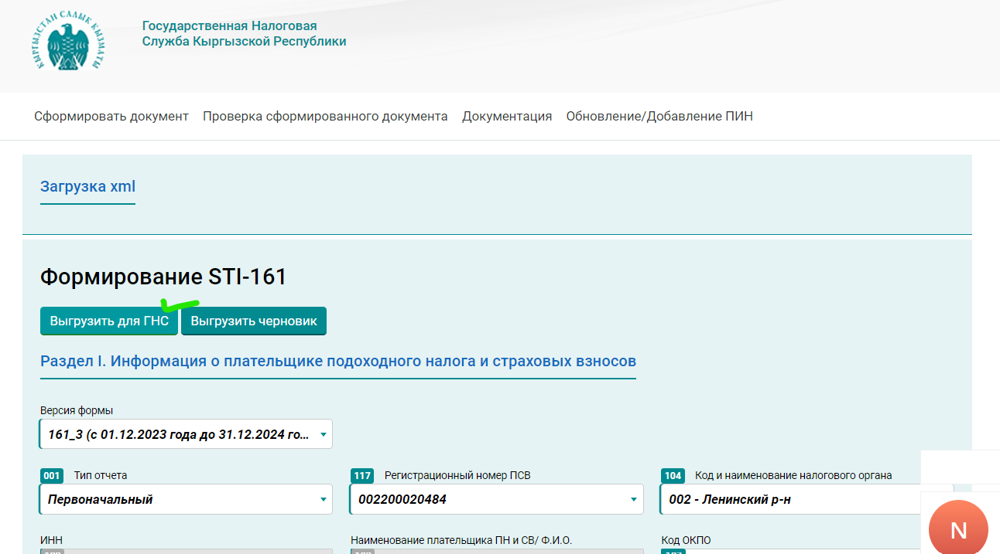 КЫРГЫЗСТАН САЛЫК КЫЗМАТЫ
Государственная Налоговая
Служба Кыргызской Республики
Сформировать документ Проверка сформированного документа Документация Обновление/Добавление ПИН
Загрузка xml
Формирование STI-161
Выгрузить для ГНС Выгрузить черновик
Раздел I. Информация о плательщике подоходного налога и страховых взносов
Версия формы
161_3 (с 01.12.2023 года до 31.12.2024 го...
001 Тип отчета 117 Регистрационный номер ПСВ 104 Код и наименование налогового органа
Первоначальный 002200020484 002 - Ленинский р-н
ИНН Наименование плательщика ПН и СВ/ Ф.И.О. Код ОКПО
N